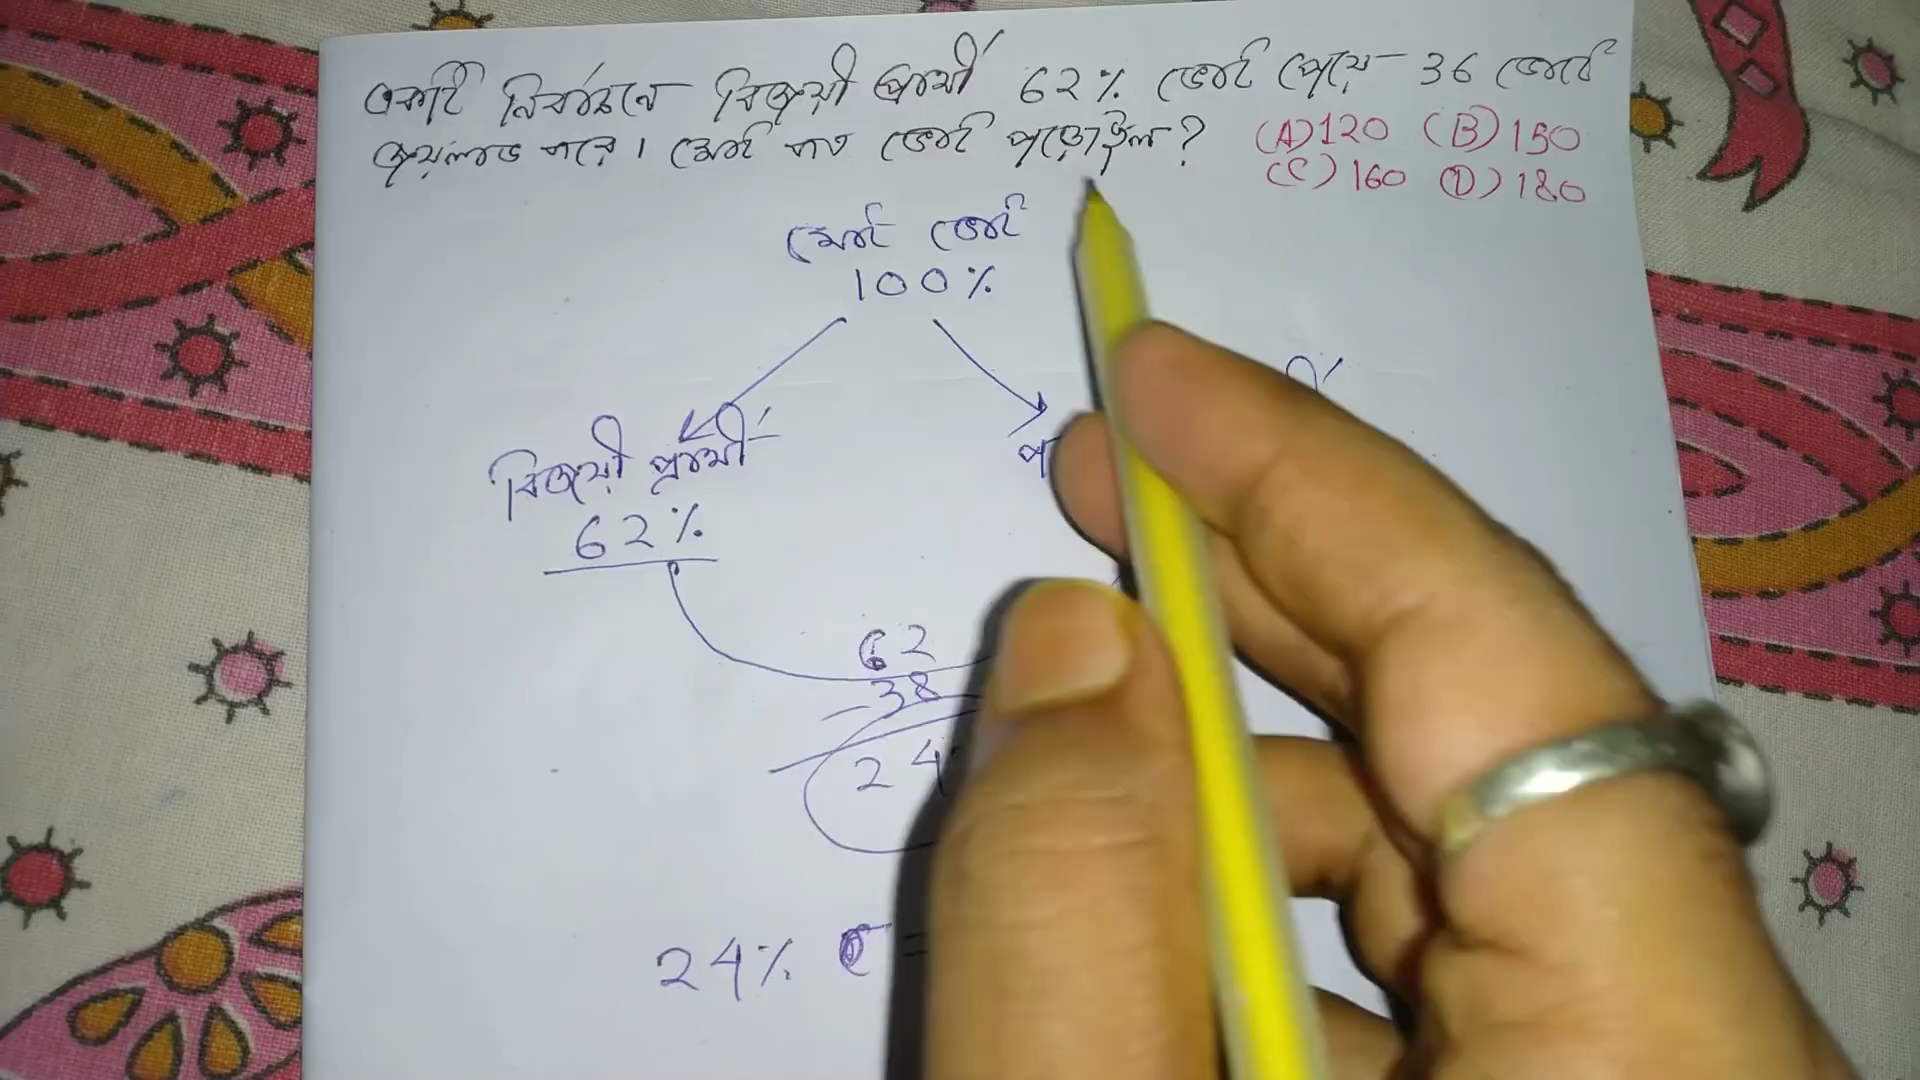 একটি নির্বাচনে বিজয়ী প্রার্থী 62% ভোট পেয়ে 36 ভোটে
জয়লাভ করে। মোট কত ভোট পড়েছিল? (A) 120 (B) 150
(C) 160 (D) 180
মোট ভোট
100%
বিজয়ী প্রার্থী
62%
62
- 38
24
24% =